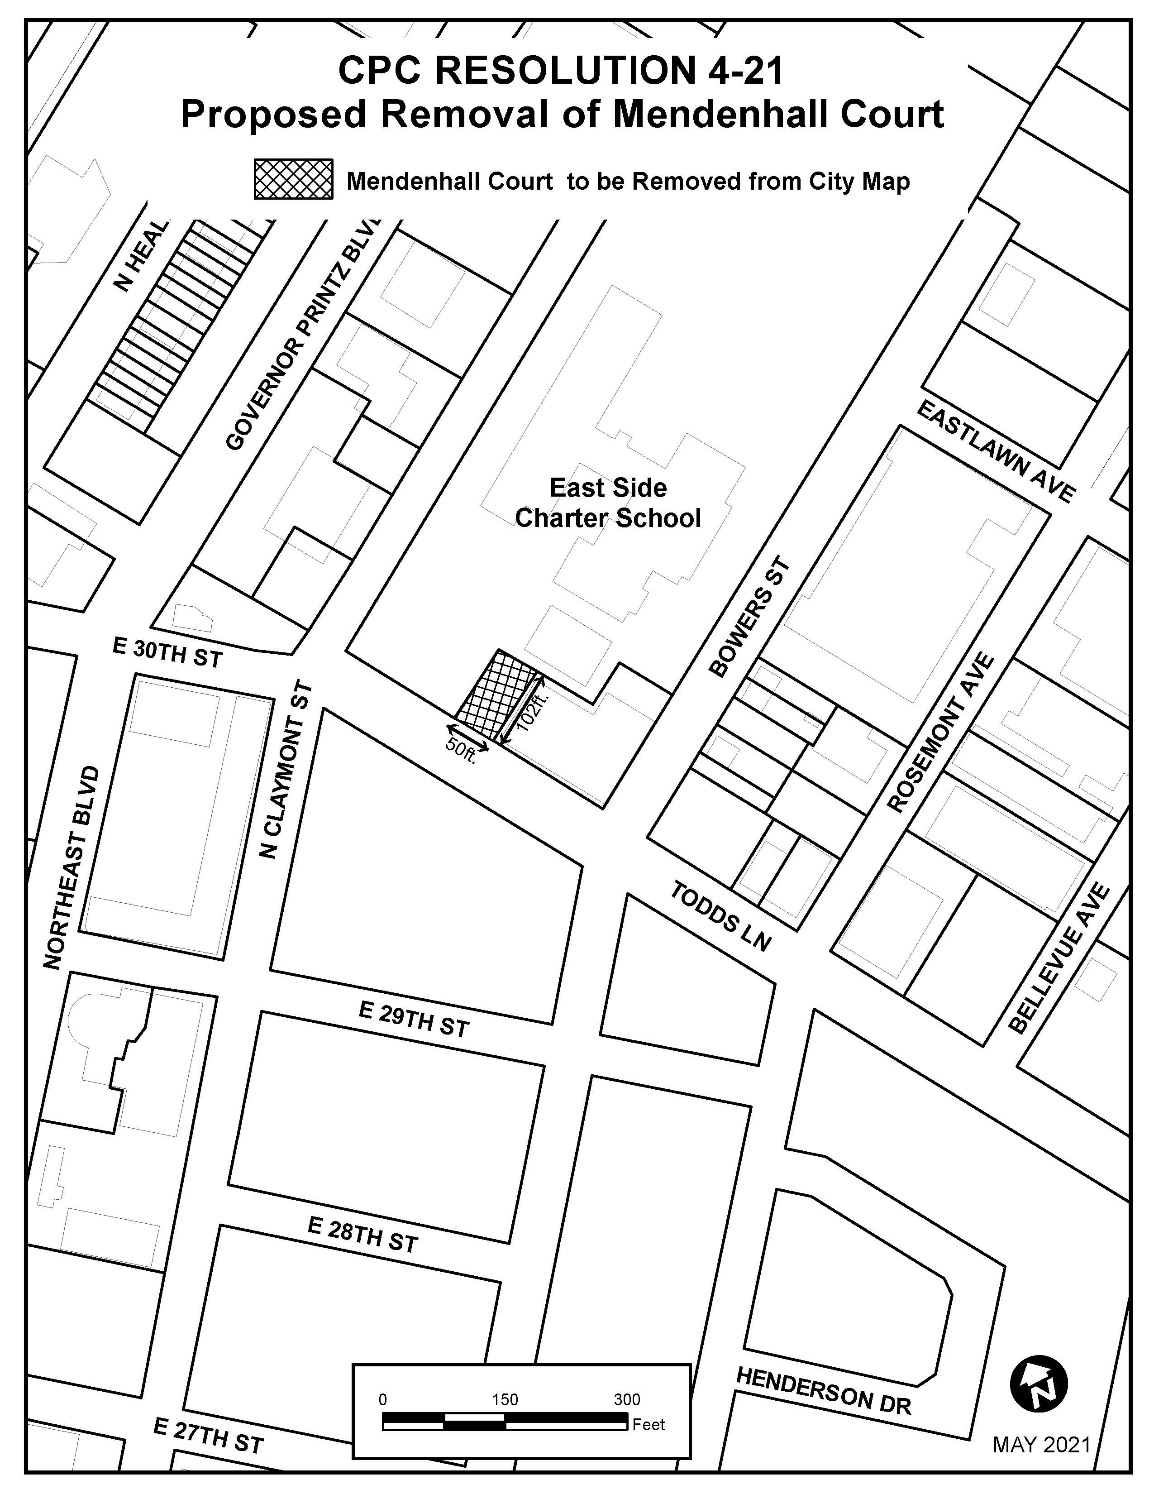 CPC RESOLUTION 4-21
Proposed Removal of Mendenhall Court
Mendenhall Court to be Removed from City Map
N HEAL
GOVERNOR PRINTZ BLVD
EASTLAWN AVE
East Side
Charter School
BOWERS ST
E 30TH ST
ROSEMONT AVE
102ft.
50ft.
N CLAYMONT ST
NORTHEAST BLVD
TODDS LN
BELLEVUE AVE
E 29TH ST
E 28TH ST
HENDERSON DR
0 150 300
Feet
N
E 27TH ST
MAY 2021